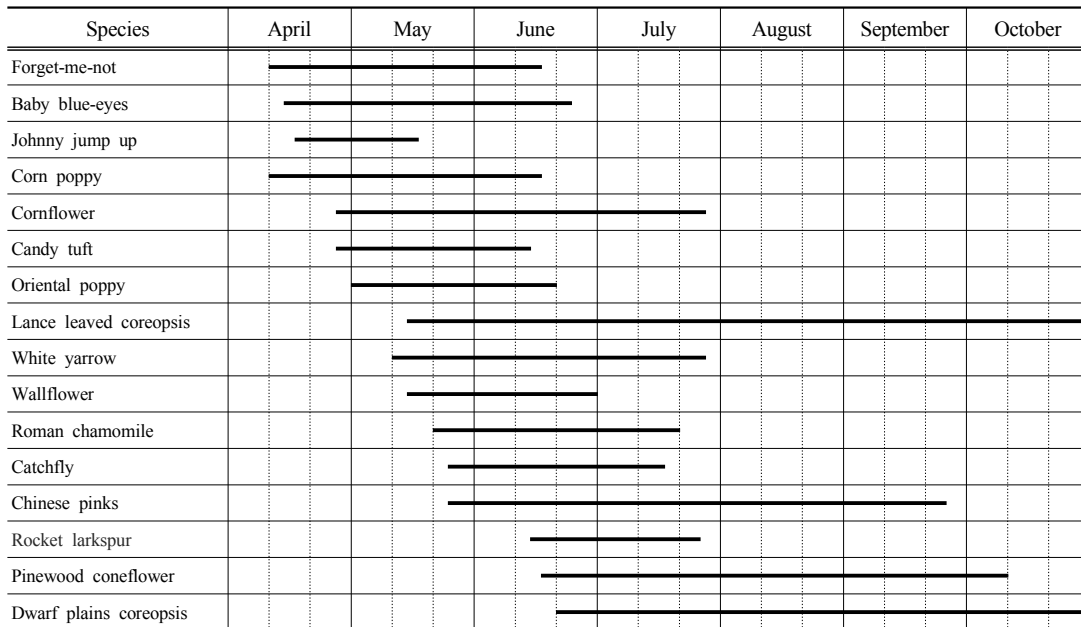 Species April May June July August September October
Forget-me-not
Baby blue-eyes
Johnny jump up
Corn poppy
Cornflower
Candy tuft
Oriental poppy
Lance leaved coreopsis
White yarrow
Wallflower
Roman chamomile
Catchfly
Chinese pinks
Rocket larkspur
Pinewood coneflower
Dwarf plains coreopsis